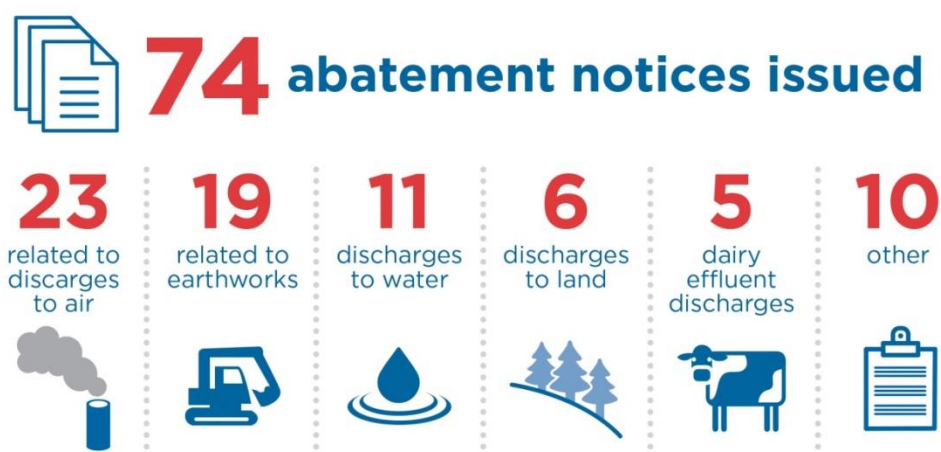 74 abatement notices issued
23
related to
discarges
to air
19
related to
earthworks
11
discharges
to water
6
discharges
to land
5
dairy
effluent
discharges
10
other